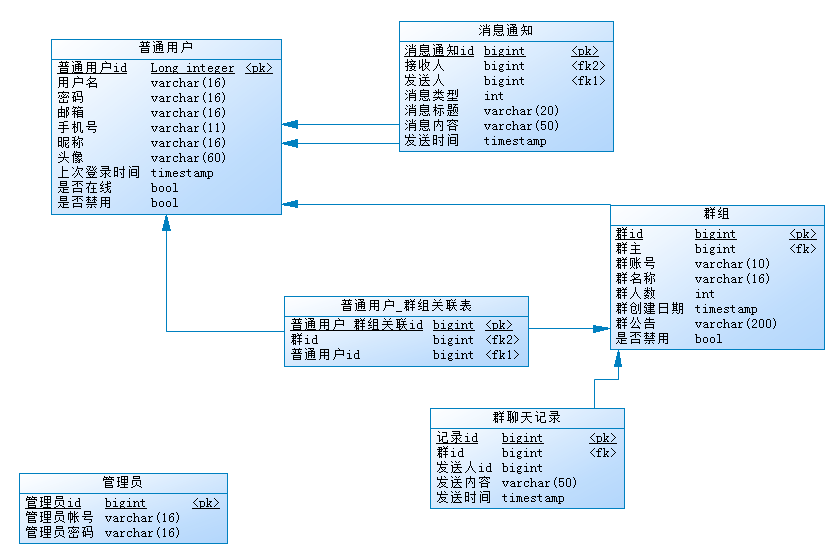 普通用户
普通用户id Long integer <pk>
用户名 varchar(16)
密码 varchar(16)
邮箱 varchar(16)
手机号 varchar(11)
昵称 varchar(16)
头像 varchar(60)
上次登录时间 timestamp
是否在线 bool
是否禁用 bool
消息通知
消息通知id bigint <pk>
接收人 bigint <fk2>
发送人 bigint <fk1>
消息类型 int
消息标题 varchar(20)
消息内容 varchar(50)
发送时间 timestamp
群组
群id bigint <pk>
群主 bigint <fk>
群账号 varchar(10)
群名称 varchar(16)
群人数 int
群创建日期 timestamp
群公告 varchar(200)
是否禁用 bool
普通用户_群组关联表
普通用户_群组关联id bigint <pk>
群id bigint <fk2>
普通用户id bigint <fk1>
群聊天记录
记录id bigint <pk>
群id bigint <fk>
发送人id bigint
发送内容 varchar(50)
发送时间 timestamp
管理员
管理员id bigint <pk>
管理员帐号 varchar(16)
管理员密码 varchar(16)